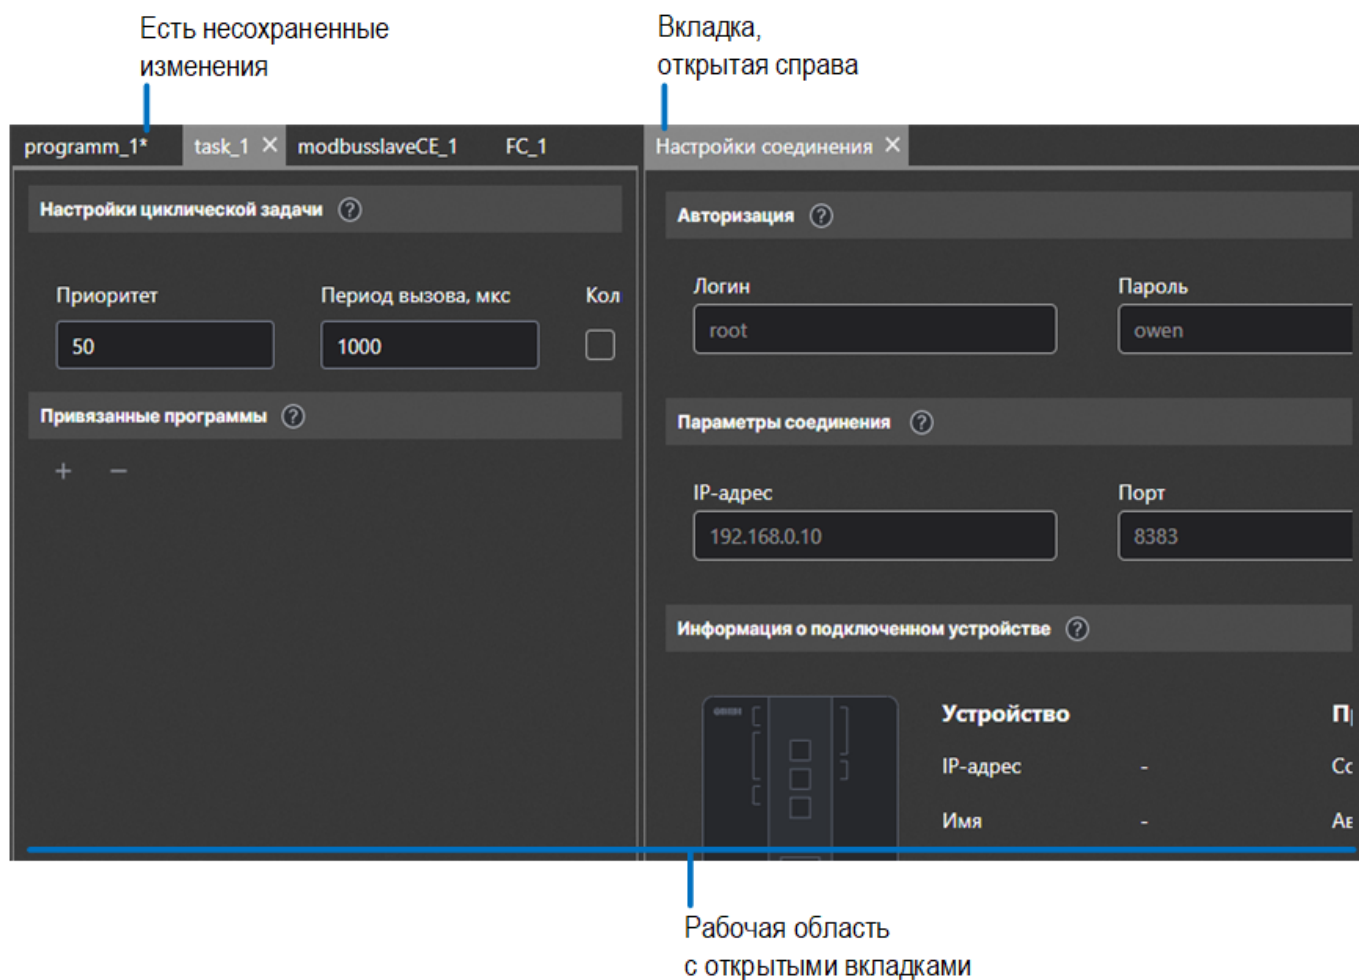 Есть несохраненные
изменения
Вкладка,
открытая справа
programm_1* task_1 × modbusslaveCE_1 FC_1
Настройки соединения ×
Настройки циклической задачи ?
Приоритет Период вызова, мкс Кол
50 1000
Привязанные программы ?
+ −
Авторизация ?
Логин Пароль
root owen
Параметры соединения ?
IP-адрес Порт
192.168.0.10 8383
Информация о подключенном устройстве ?
Устройство
IP-адрес - Сс
Имя -
Рабочая область
с открытыми вкладками